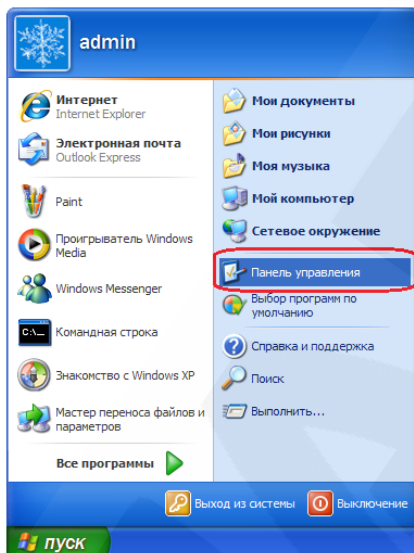 admin
Интернет
Internet Explorer
Электронная почта
Outlook Express
Paint
Проигрыватель Windows
Media
Windows Messenger
Командная строка
Знакомство с Windows XP
Мастер переноса файлов и
параметров
Все программы
Мои документы
Мои рисунки
Моя музыка
Мой компьютер
Сетевое окружение
Панель управления
Выбор программ по
умолчанию
Справка и поддержка
Поиск
Выполнить...
Выход из системы
Выключение
пуск